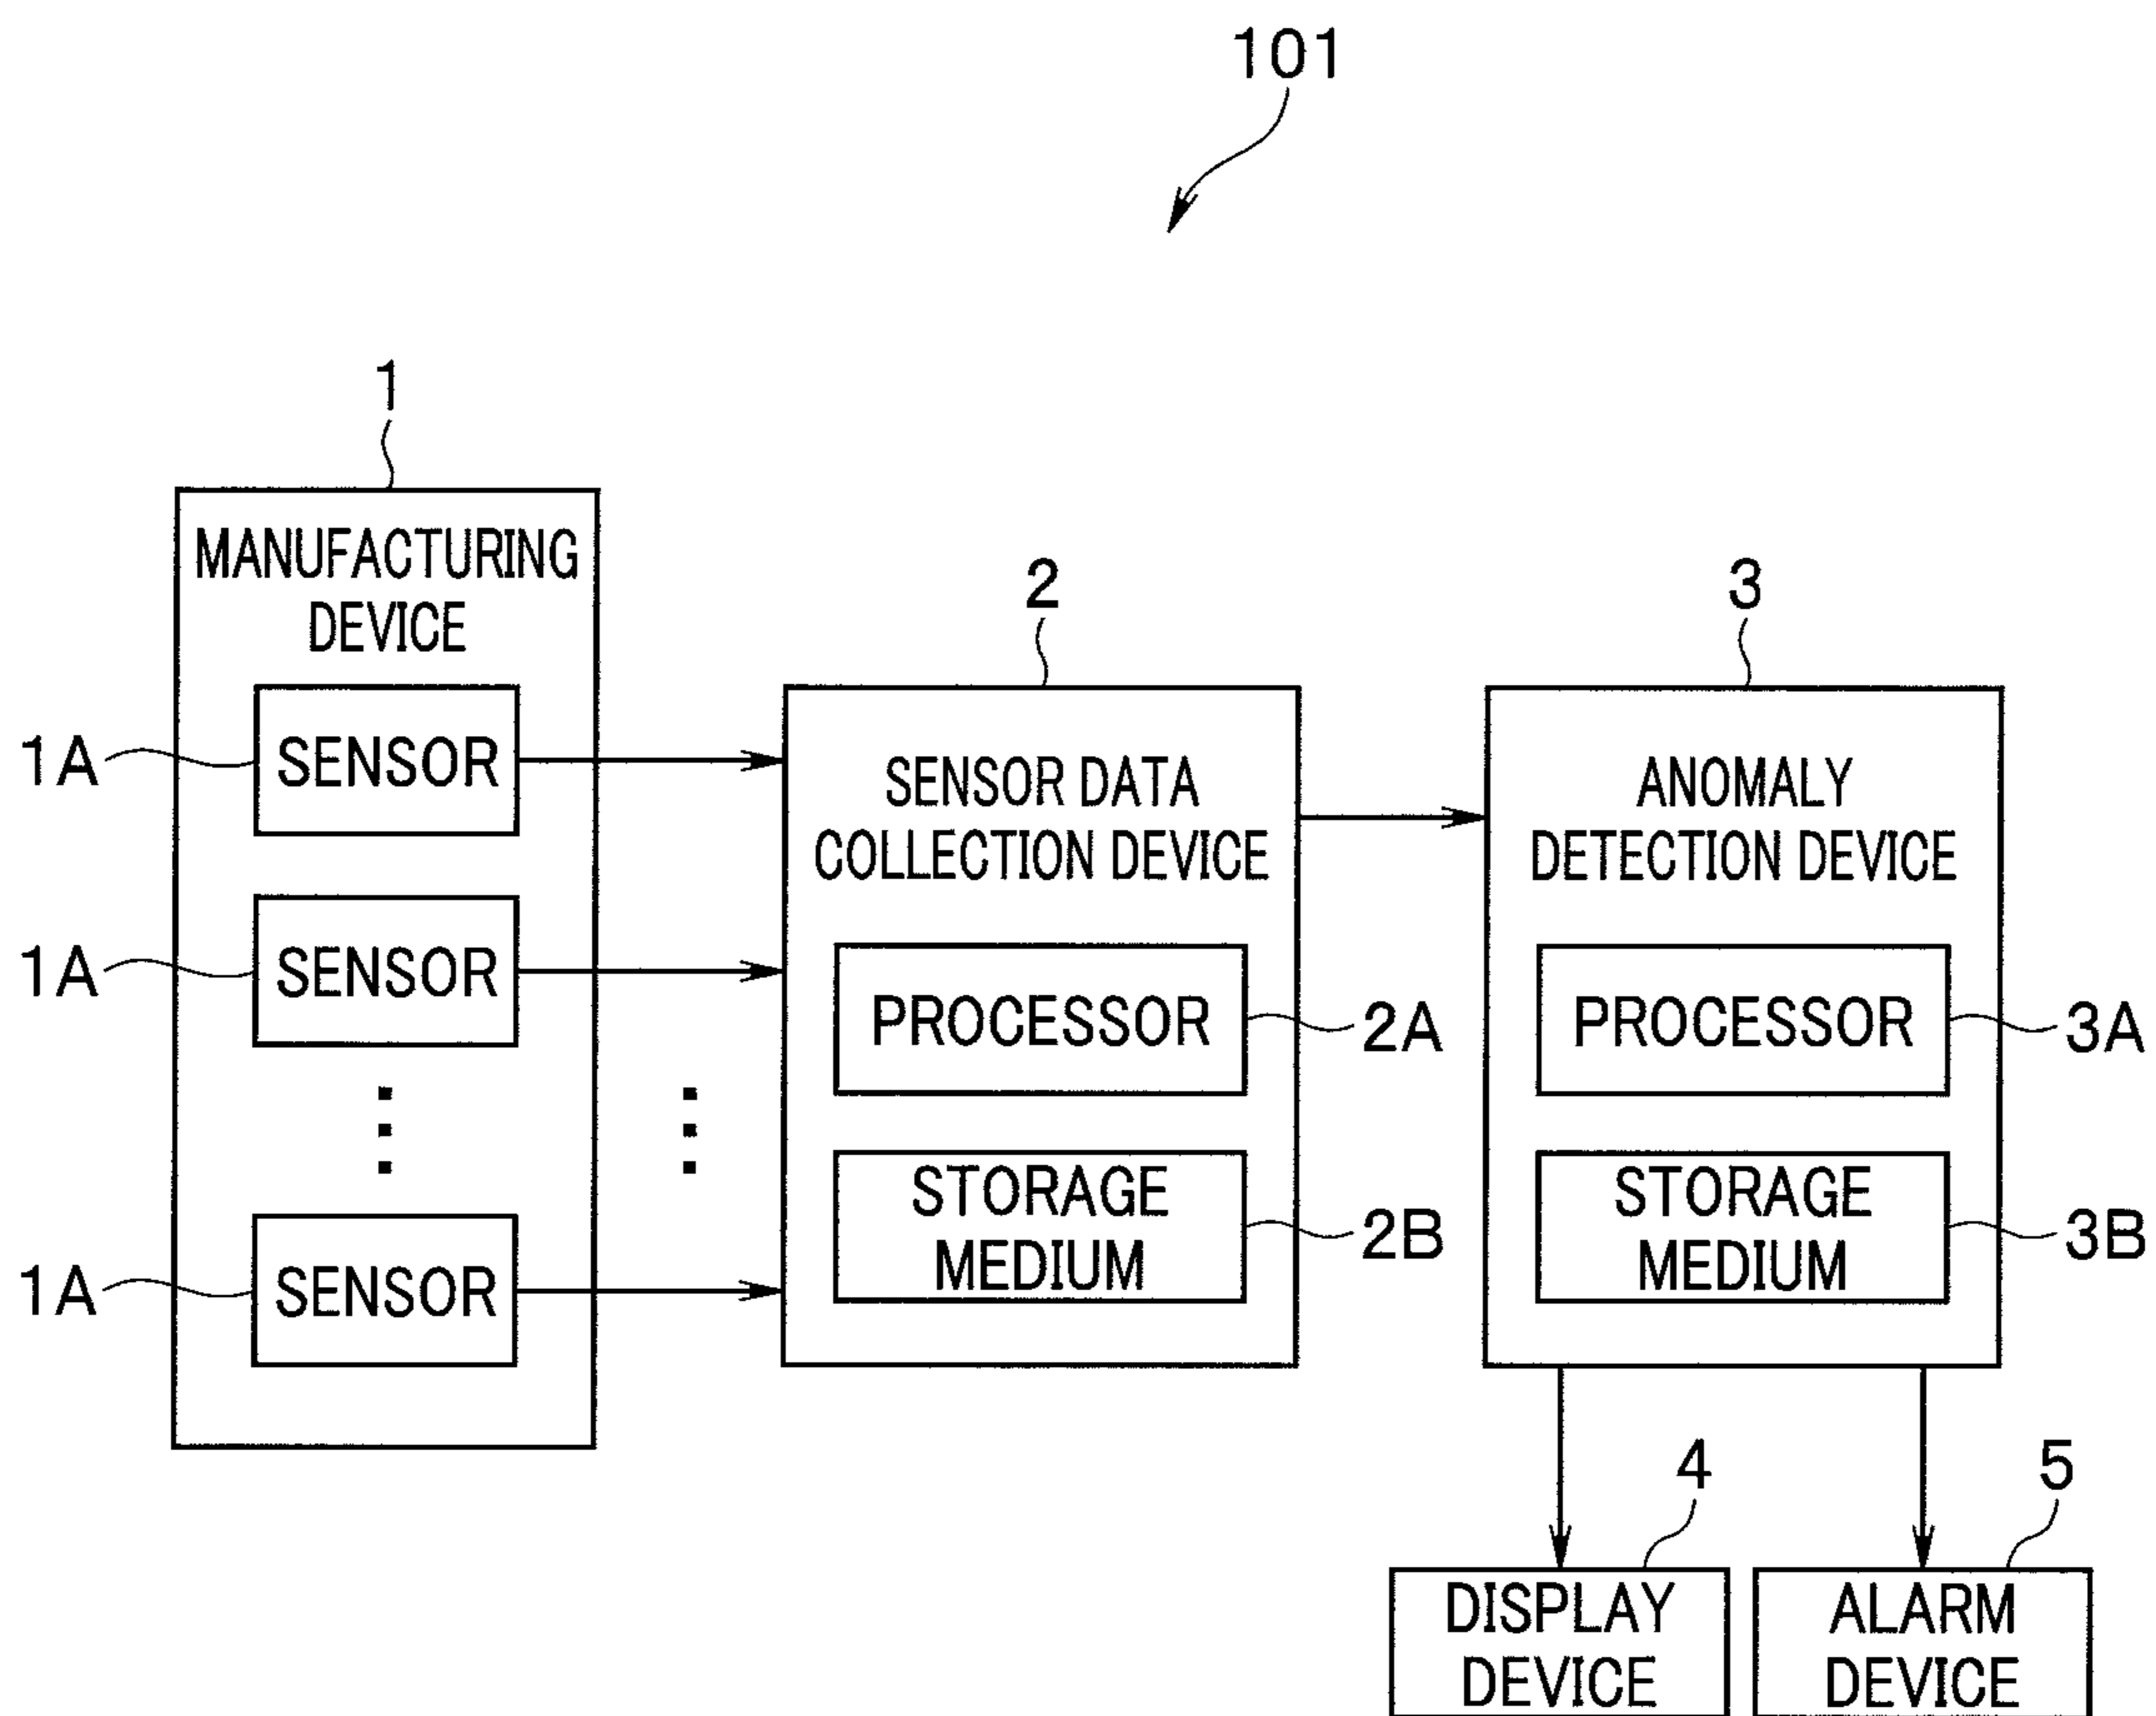 101
1
MANUFACTURING
DEVICE
2
3
1A
SENSOR
SENSOR DATA
COLLECTION DEVICE
ANOMALY
DETECTION DEVICE
1A
SENSOR
PROCESSOR
2A
PROCESSOR
3A
STORAGE
MEDIUM
2B
STORAGE
MEDIUM
3B
1A
SENSOR
4
5
DISPLAY
DEVICE
ALARM
DEVICE